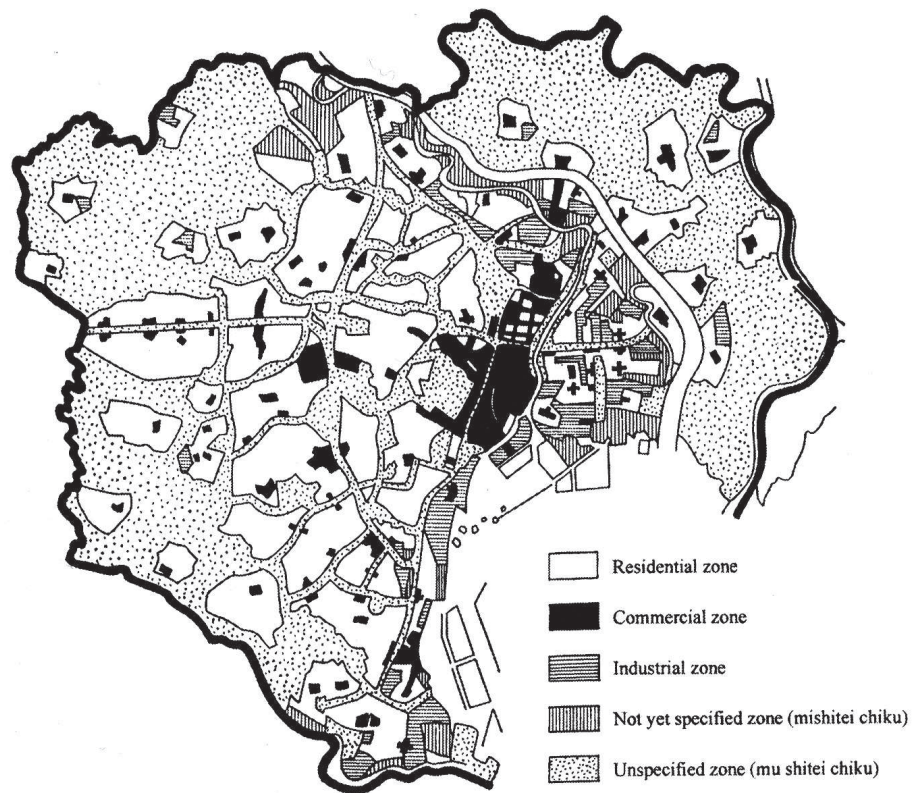 Residential zone
Commercial zone
Industrial zone
Not yet specified zone (mishitei chiku)
Unspecified zone (mu shitei chiku)